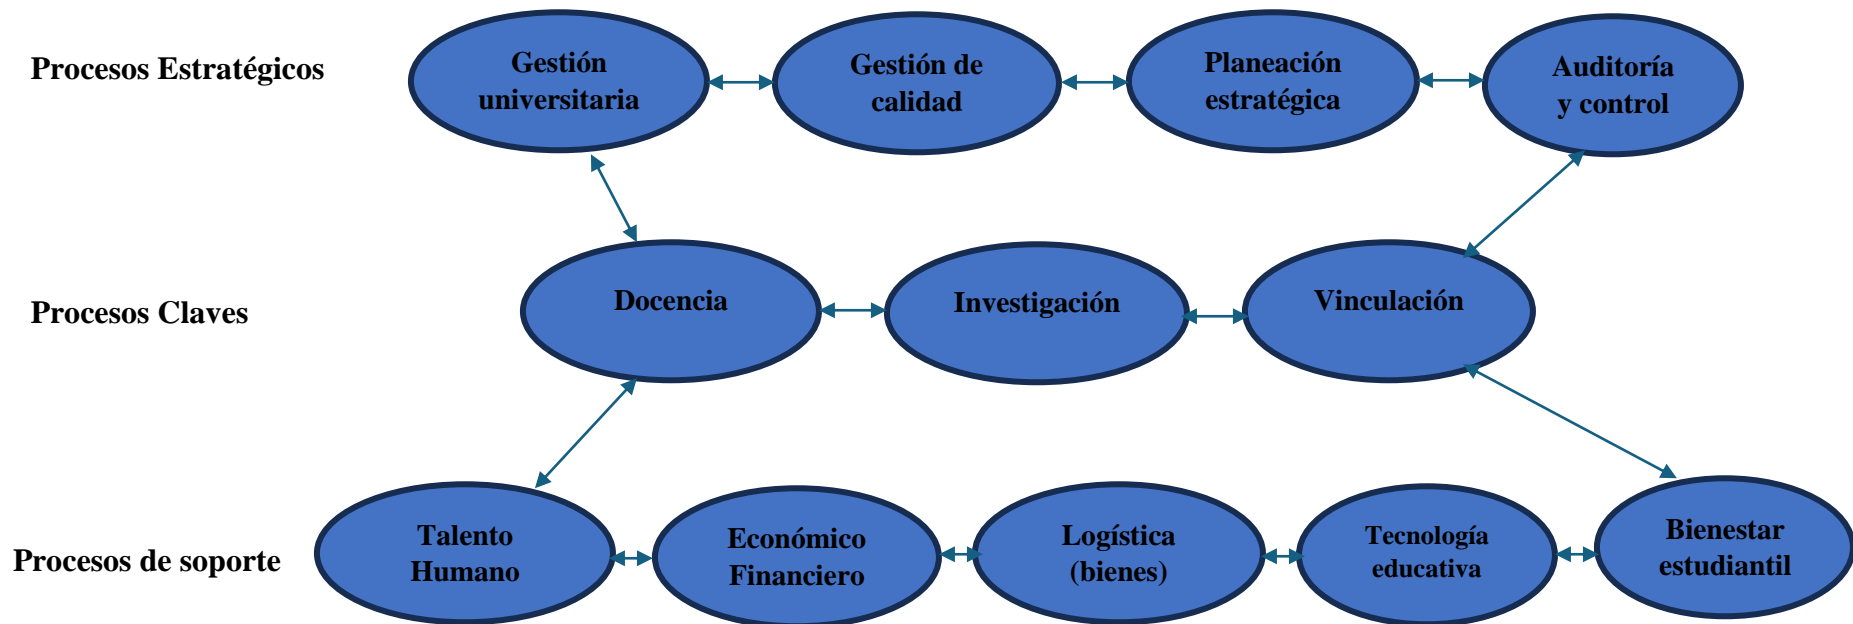 Procesos Estratégicos
Gestión
universitaria
Gestión de
calidad
Planeación
estratégica
Auditoría
y control
Procesos Claves
Docencia
Investigación
Vinculación
Procesos de soporte
Talento
Humano
Económico
Financiero
Logística
(bienes)
Tecnología
educativa
Bienestar
estudiantil